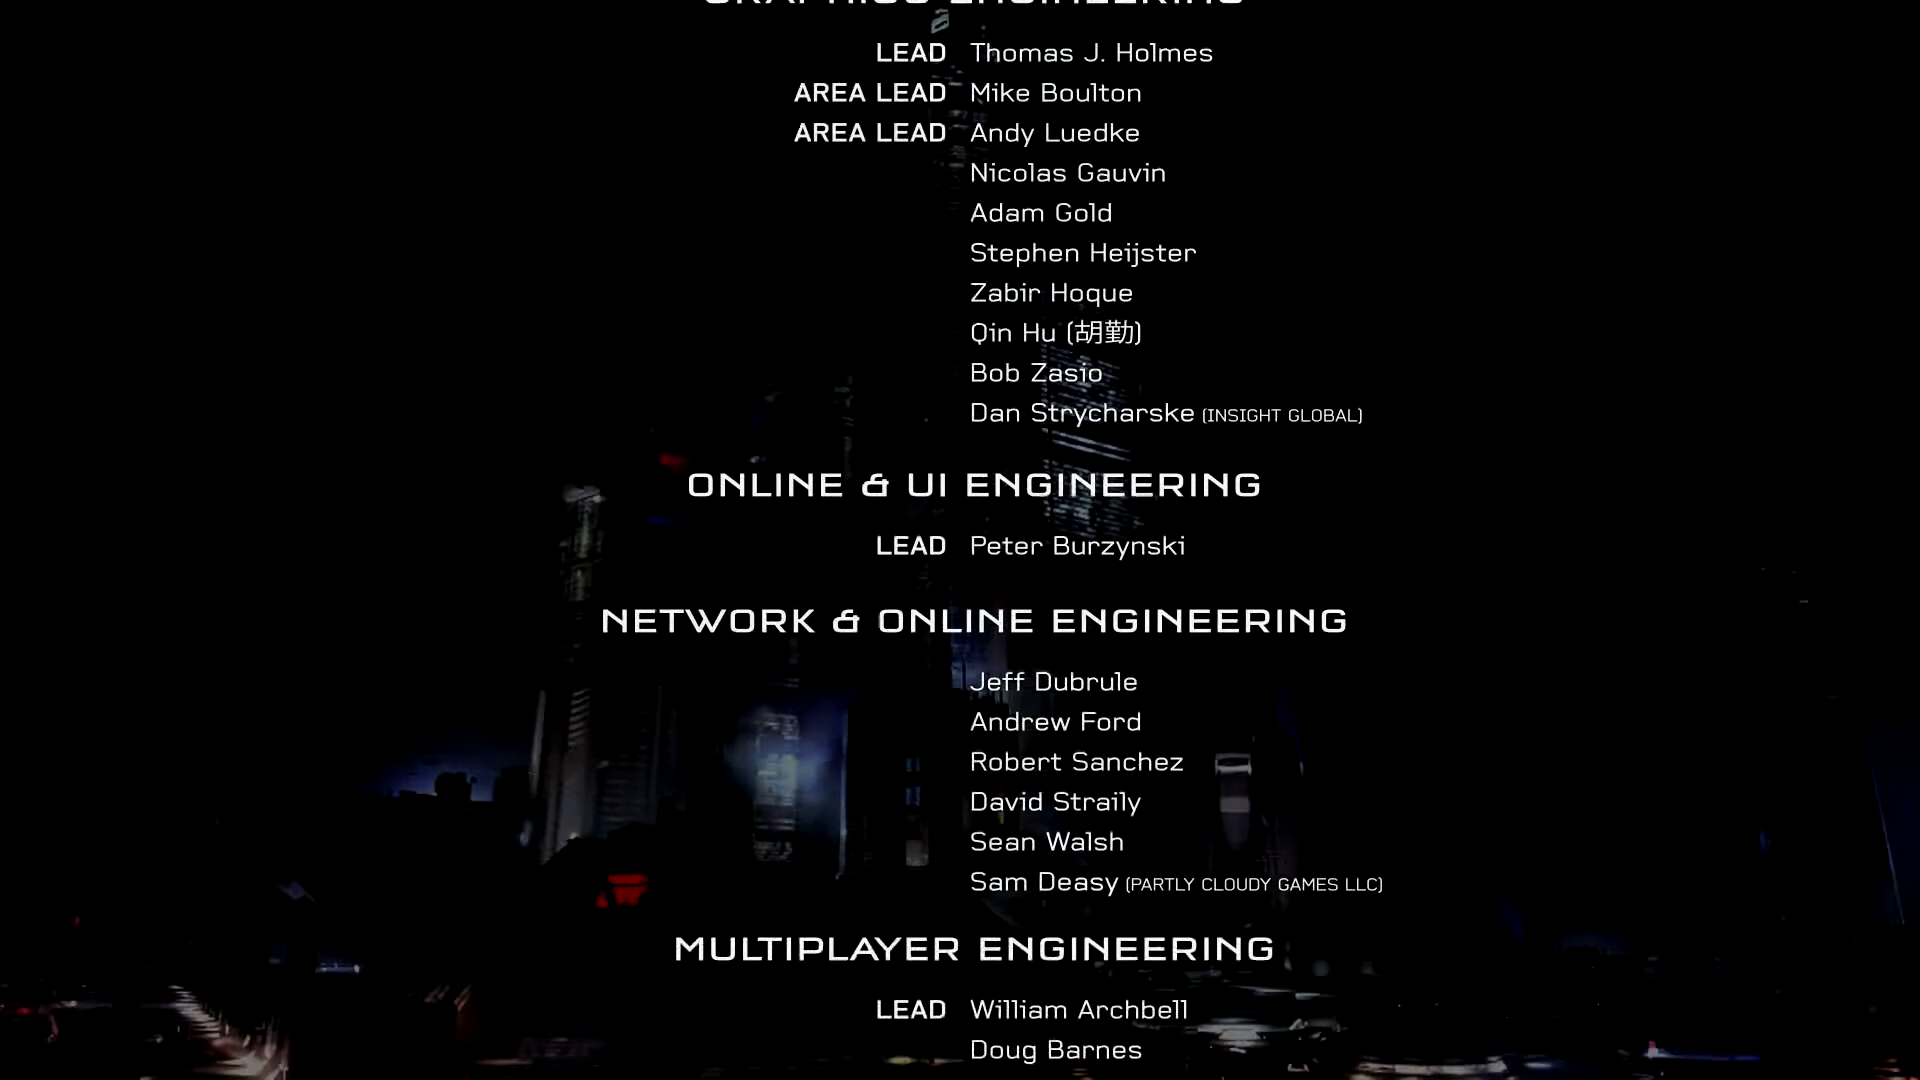 GRAPHICS ENGINEERING
LEAD Thomas J. Holmes
AREA LEAD Mike Boulton
AREA LEAD Andy Luedke
Nicolas Gauvin
Adam Gold
Stephen Heijster
Zabir Hoque
Qin Hu (胡勤)
Bob Zasio
Dan Strycharske (INSIGHT GLOBAL)
ONLINE & UI ENGINEERING
LEAD Peter Burzynski
NETWORK & ONLINE ENGINEERING
Jeff Dubrule
Andrew Ford
Robert Sanchez
David Straily
Sean Walsh
Sam Deasy (PARTLY CLOUDY GAMES LLC)
MULTIPLAYER ENGINEERING
LEAD William Archbell
Doug Barnes